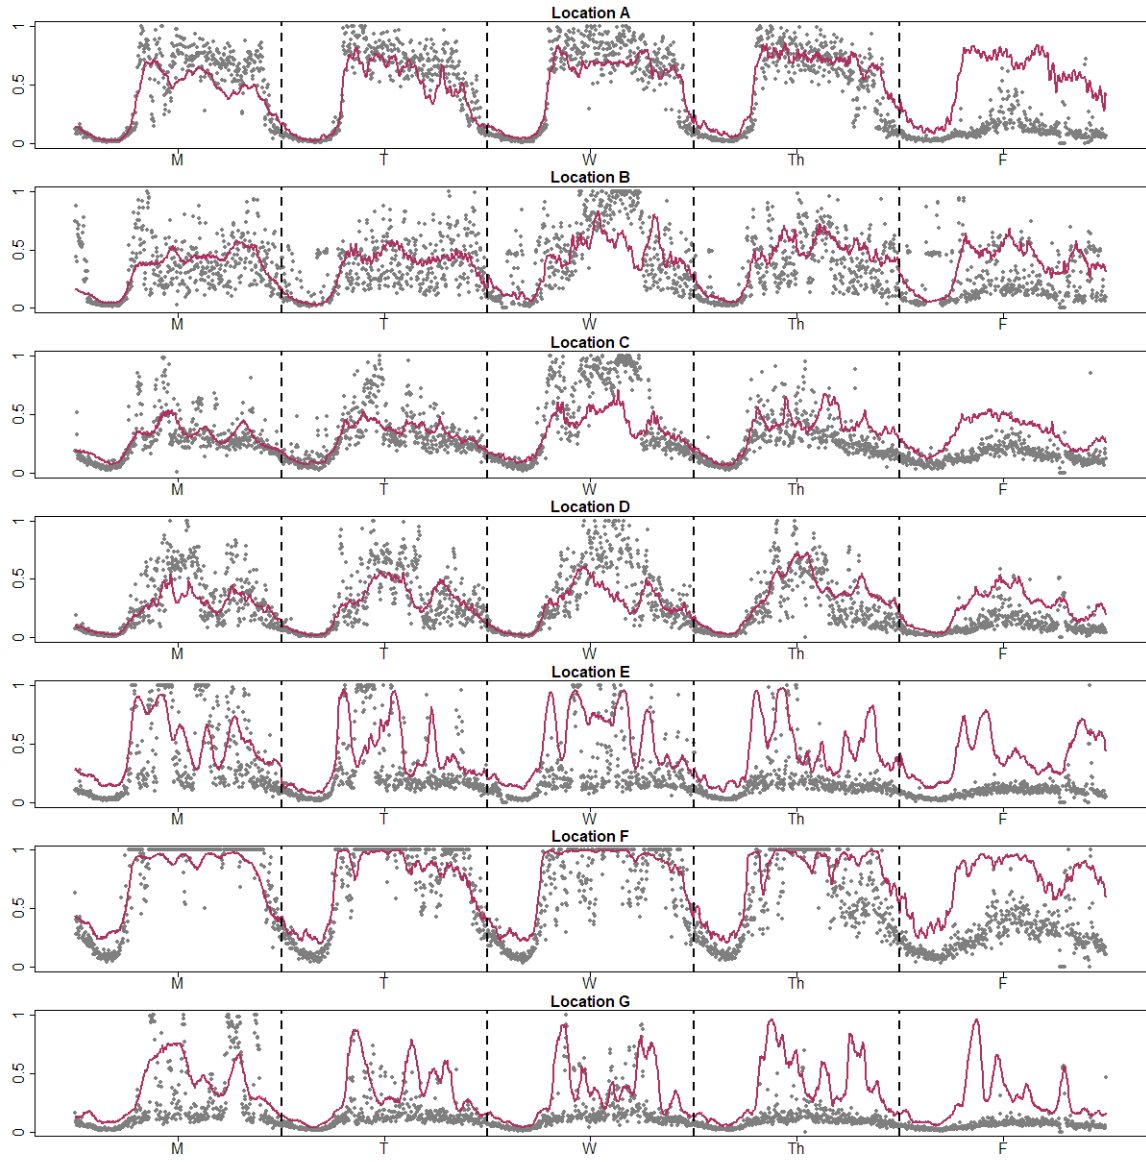 Location A
1
0.5
0
M T W Th F
Location B
1
0.5
0
M T W Th F
Location C
1
0.5
0
M T W Th F
Location D
1
0.5
0
M T W Th F
Location E
1
0.5
0
M T W Th F
Location F
1
0.5
0
M T W Th F
Location G
1
0.5
0
M T W Th F